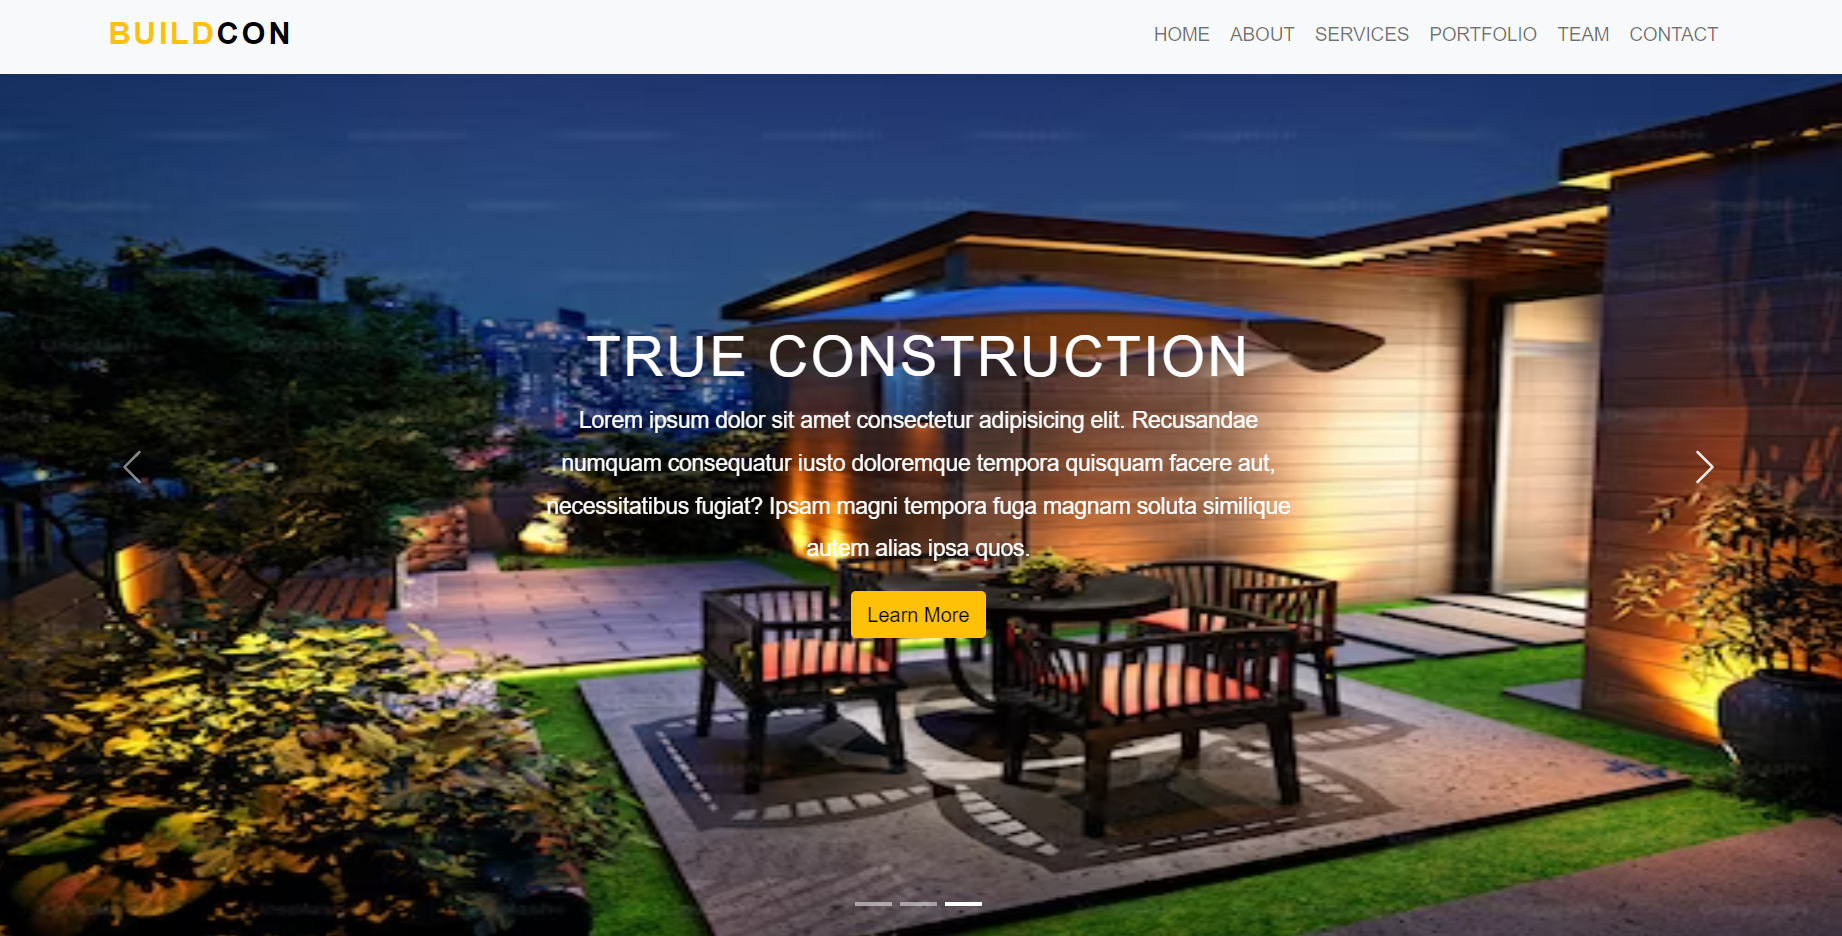 BUILDCON
HOME ABOUT SERVICES PORTFOLIO TEAM CONTACT
TRUE CONSTRUCTION
Lorem ipsum dolor sit amet consectetur adipisicing elit. Recusandae
numquam consequatur iusto doloremque tempora quisquam facere aut,
necessitatibus fugiat? Ipsam magni tempora fuga magnam soluta similique
autem alias ipsa quos.
Learn More